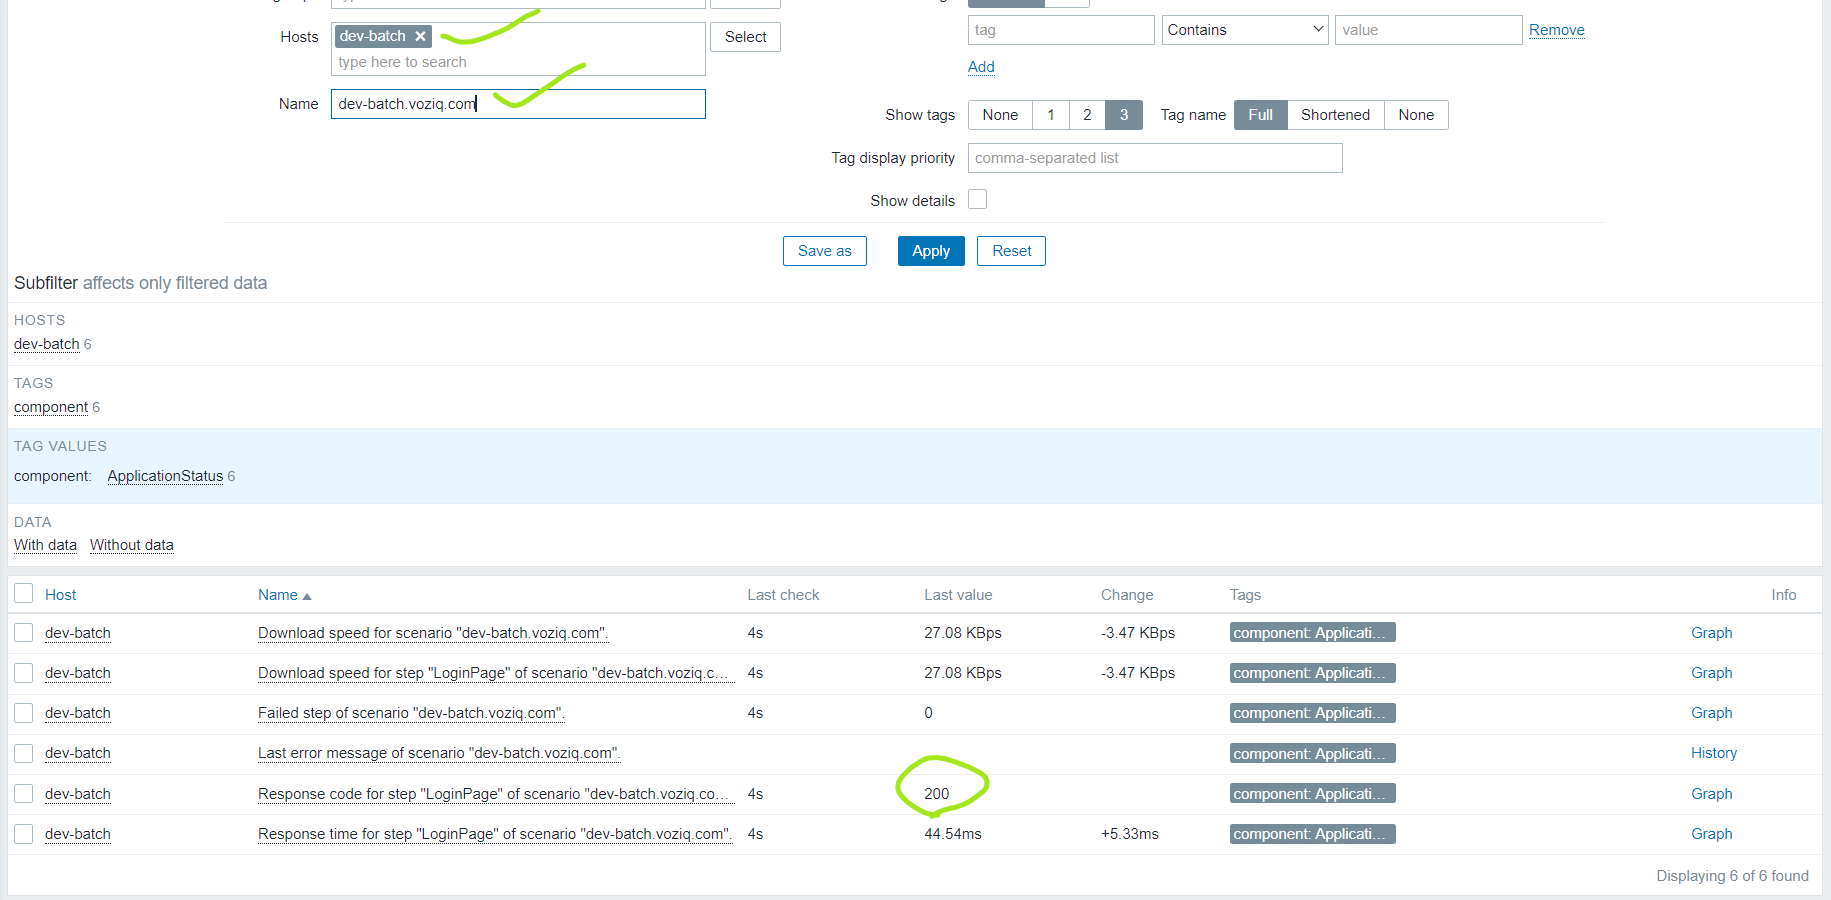 Hosts dev-batch × Select
type here to search
tag Contains value Remove
Add
Name dev-batch.voziq.com
Show tags None 1 2 3 Tag name Full Shortened None
Tag display priority comma-separated list
Show details
Save as Apply Reset
Subfilter affects only filtered data
HOSTS
dev-batch 6
TAGS
component 6
TAG VALUES
component: ApplicationStatus 6
DATA
With data Without data
Host Name Last check Last value Change Tags Info
dev-batch Download speed for scenario "dev-batch.voziq.com". 4s 27.08 KBps -3.47 KBps component: Applicati... Graph
dev-batch Download speed for step "LoginPage" of scenario "dev-batch.voziq.c... 4s 27.08 KBps -3.47 KBps component: Applicati... Graph
dev-batch Failed step of scenario "dev-batch.voziq.com". 4s 0 component: Applicati... Graph
dev-batch Last error message of scenario "dev-batch.voziq.com". component: Applicati... History
dev-batch Response code for step "LoginPage" of scenario "dev-batch.voziq.co... 4s 200 component: Applicati... Graph
dev-batch Response time for step "LoginPage" of scenario "dev-batch.voziq.com". 4s 44.54ms +5.33ms component: Applicati... Graph
Displaying 6 of 6 found